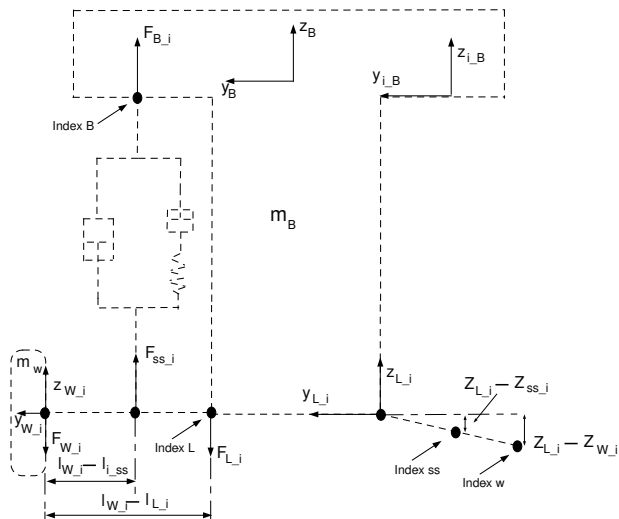 F_B_i
z_B
z_i_B
y_B
y_i_B
Index B
m_B
m_w
z_W_i
F_ss_i
z_L_i
y_L_i
Z_L_i – Z_ss_i
y_W_i
F_W_i
Index L
F_L_i
Index ss
Z_L_i – Z_W_i
Index w
l_W_i – l_i_ss
l_W_i – l_L_i